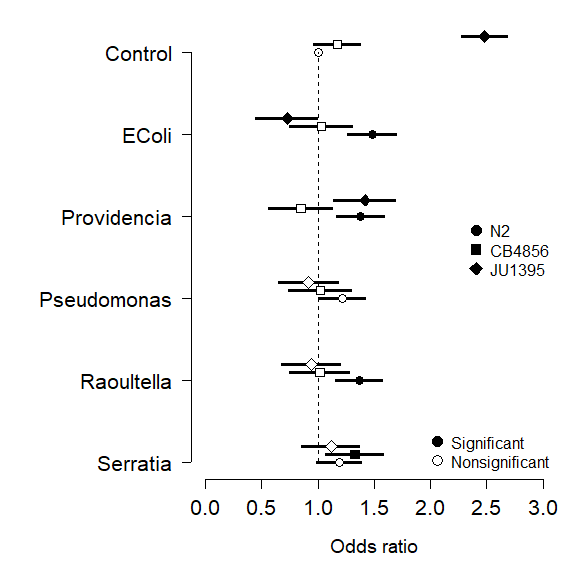 Control
EColi
Providencia
N2
CB4856
JU1395
Pseudomonas
Raoultella
Significant
Nonsignificant
Serratia
0.0 0.5 1.0 1.5 2.0 2.5 3.0
Odds ratio